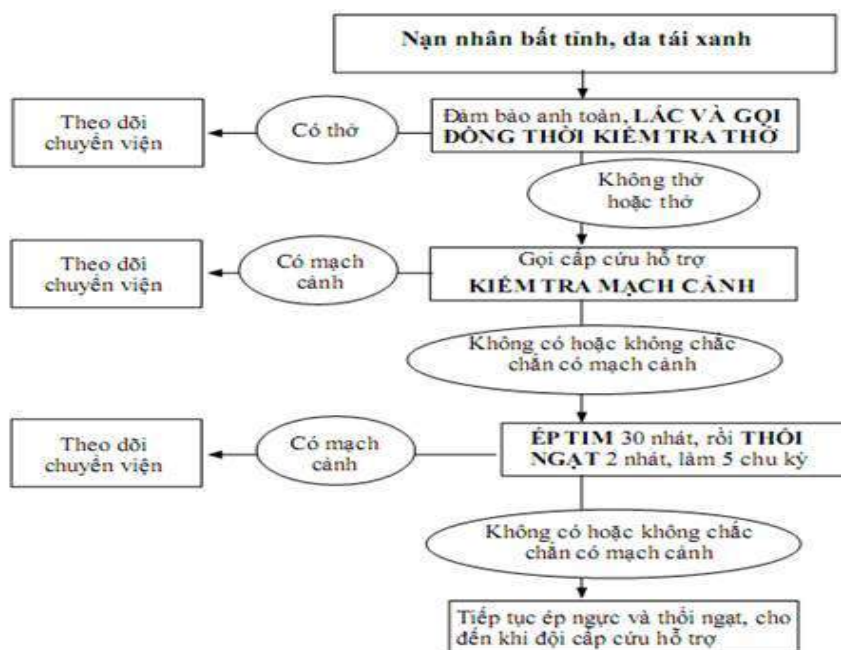 Nạn nhân bất tỉnh, da tái xanh
Theo dõi
chuyển viện
Có thở
Đảm bảo anh toàn, LÁC VÀ GỌI
ĐỒNG THỜI KIỂM TRA THỞ
Không thở
hoặc thở
Theo dõi
chuyển viện
Có mạch
cảnh
Gọi cấp cứu hỗ trợ
KIỂM TRA MẠCH CẢNH
Không có hoặc không chắc
chắn có mạch cảnh
Theo dõi
chuyển viện
Có mạch
cảnh
ÉP TIM 30 nhát, rồi THỔI
NGẠT 2 nhát, làm 5 chu kỳ
Không có hoặc không chắc
chắn có mạch cảnh
Tiếp tục ép ngực và thổi ngạt, cho
đến khi đội cấp cứu hỗ trợ